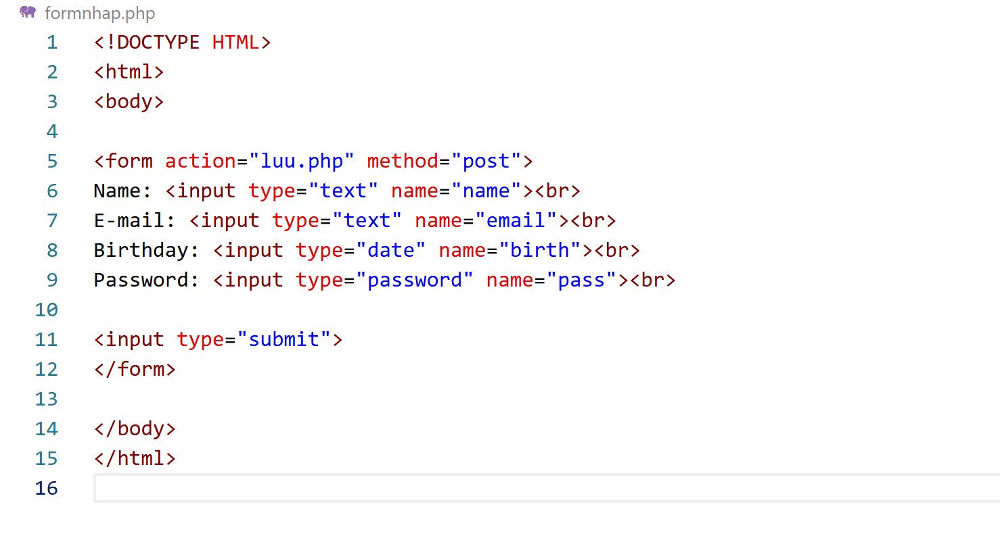 formnhap.php
1 <!DOCTYPE HTML>
2 <html>
3 <body>
4
5 <form action="luu.php" method="post">
6 Name: <input type="text" name="name"><br>
7 E-mail: <input type="text" name="email"><br>
8 Birthday: <input type="date" name="birth"><br>
9 Password: <input type="password" name="pass"><br>
10
11 <input type="submit">
12 </form>
13
14 </body>
15 </html>
16